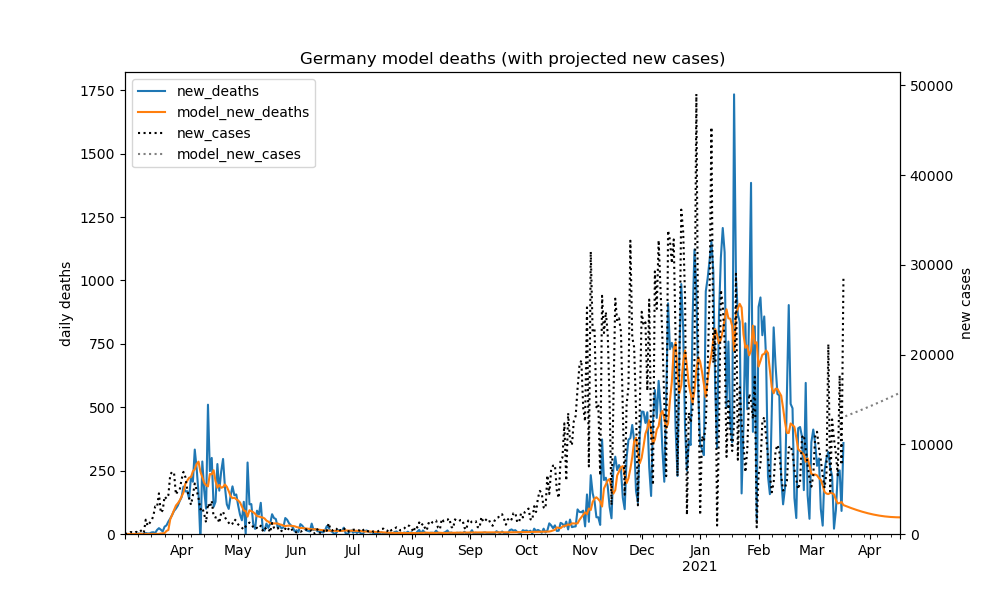 Germany model deaths (with projected new cases)
new_deaths
model_new_deaths
new_cases
model_new_cases
daily deaths
1750
1500
1250
1000
750
500
250
0
50000
40000
30000
20000
10000
0
new cases
Apr May Jun Jul Aug Sep Oct Nov Dec Jan Feb Mar Apr
2021